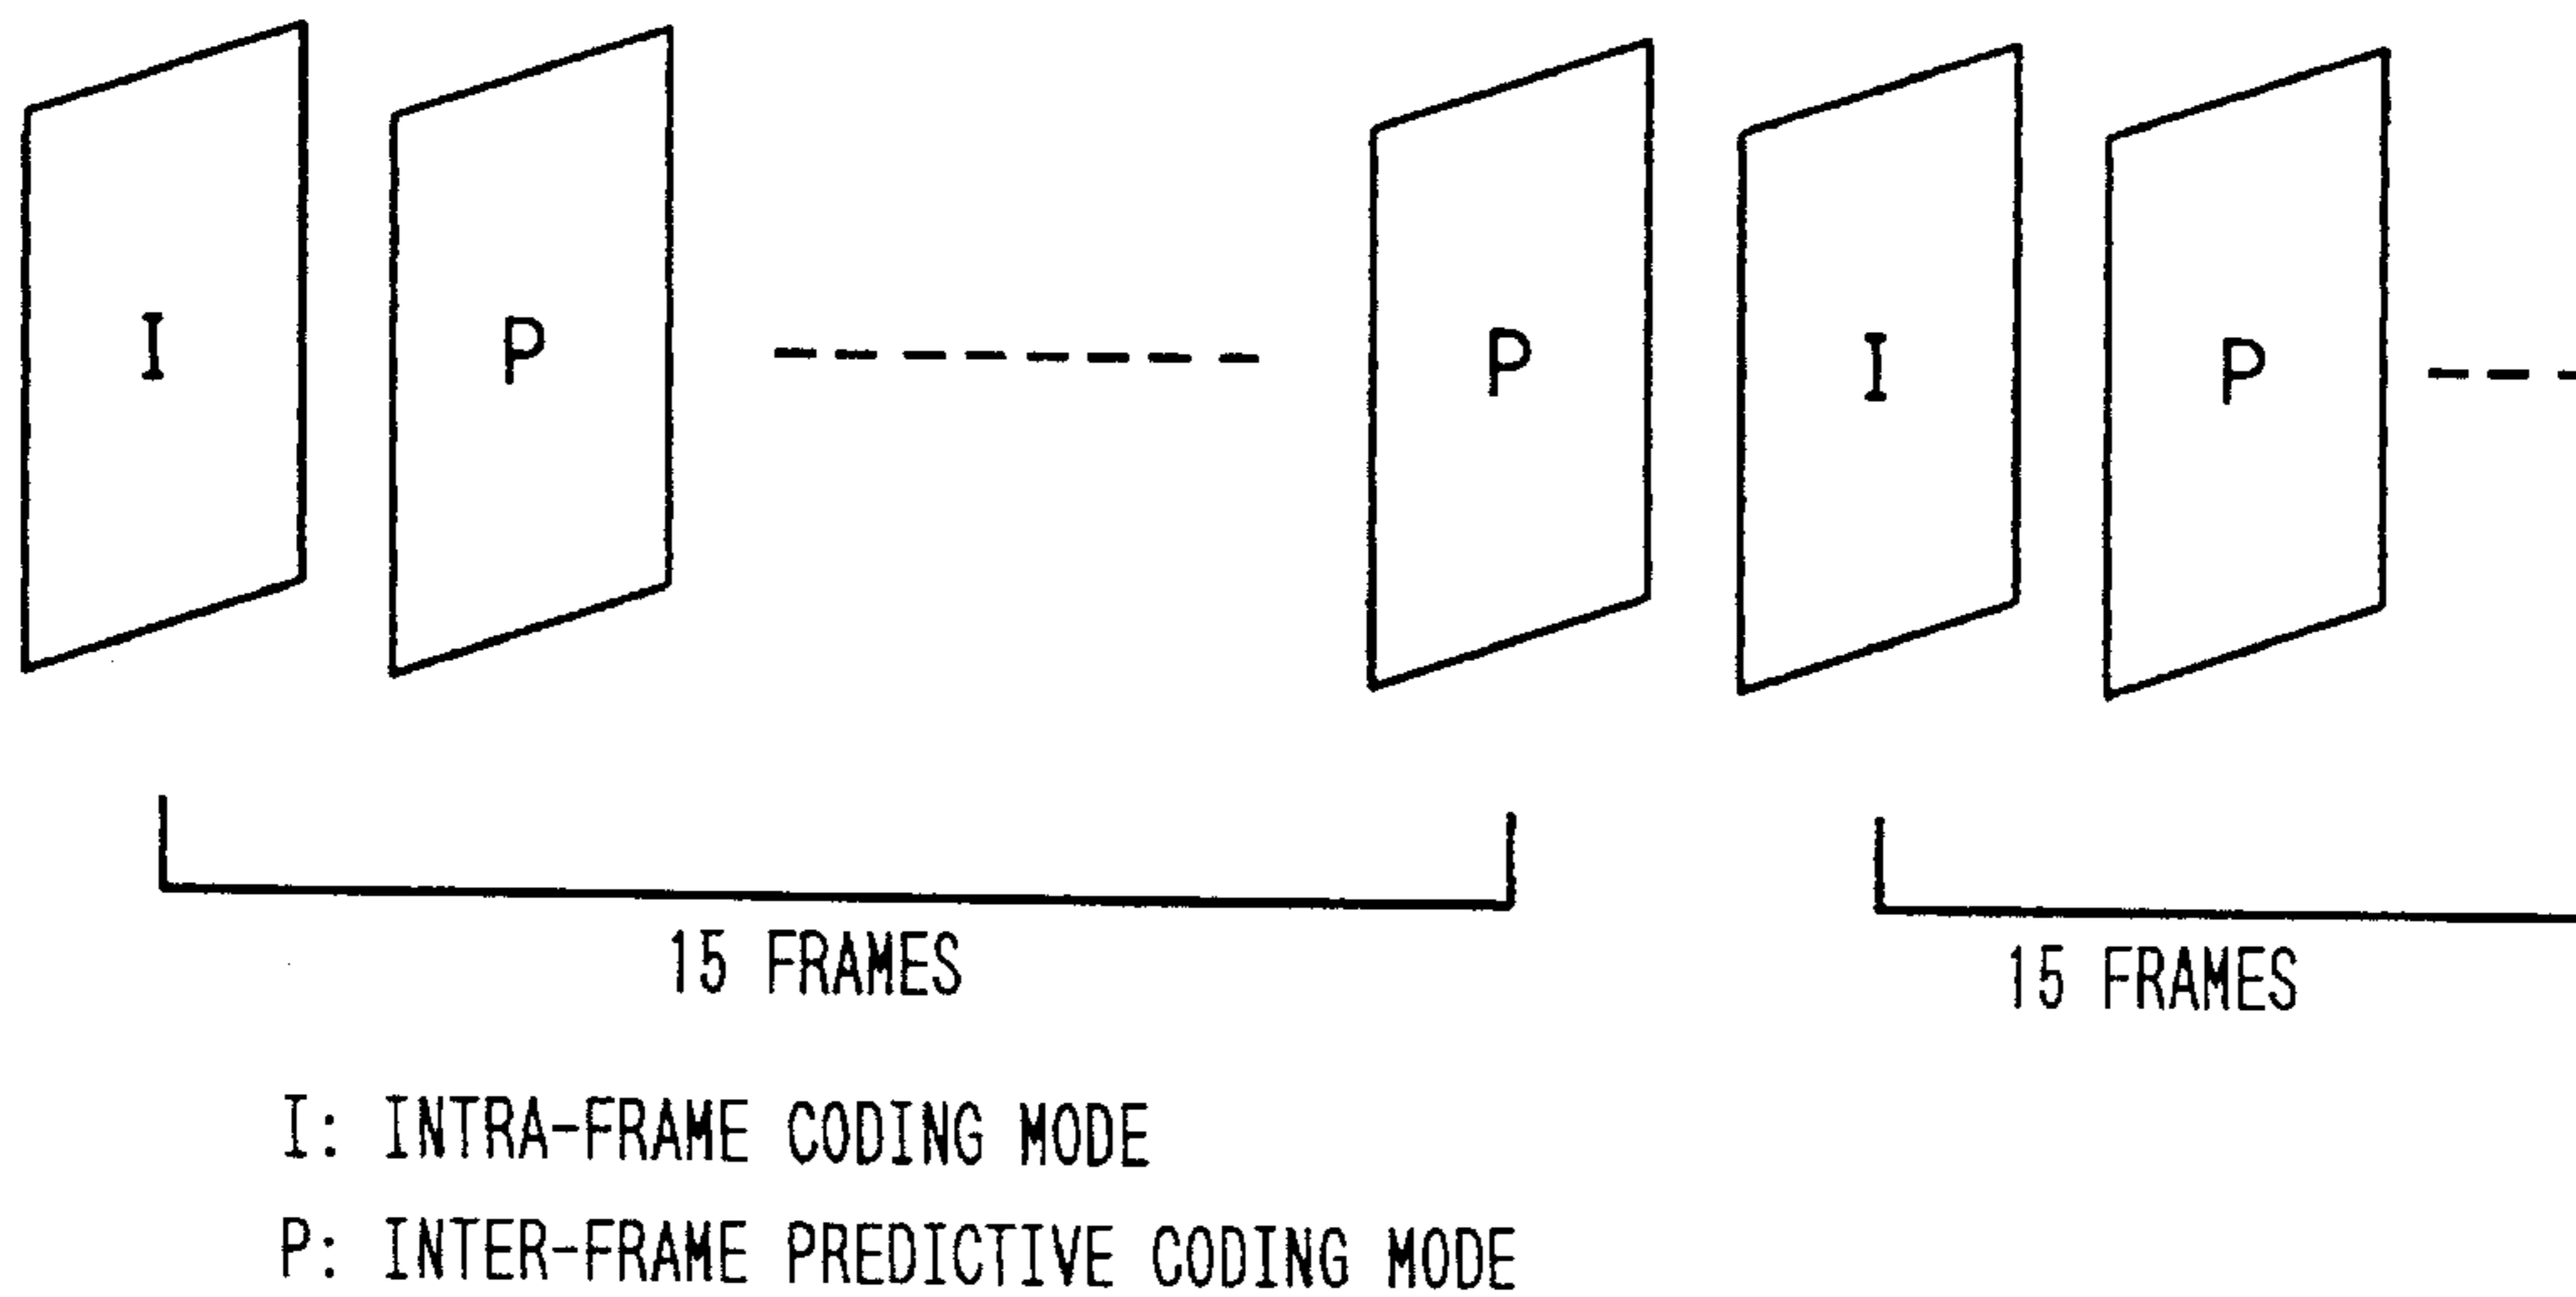 I P P I P
15 FRAMES 15 FRAMES
I: INTRA-FRAME CODING MODE
P: INTER-FRAME PREDICTIVE CODING MODE